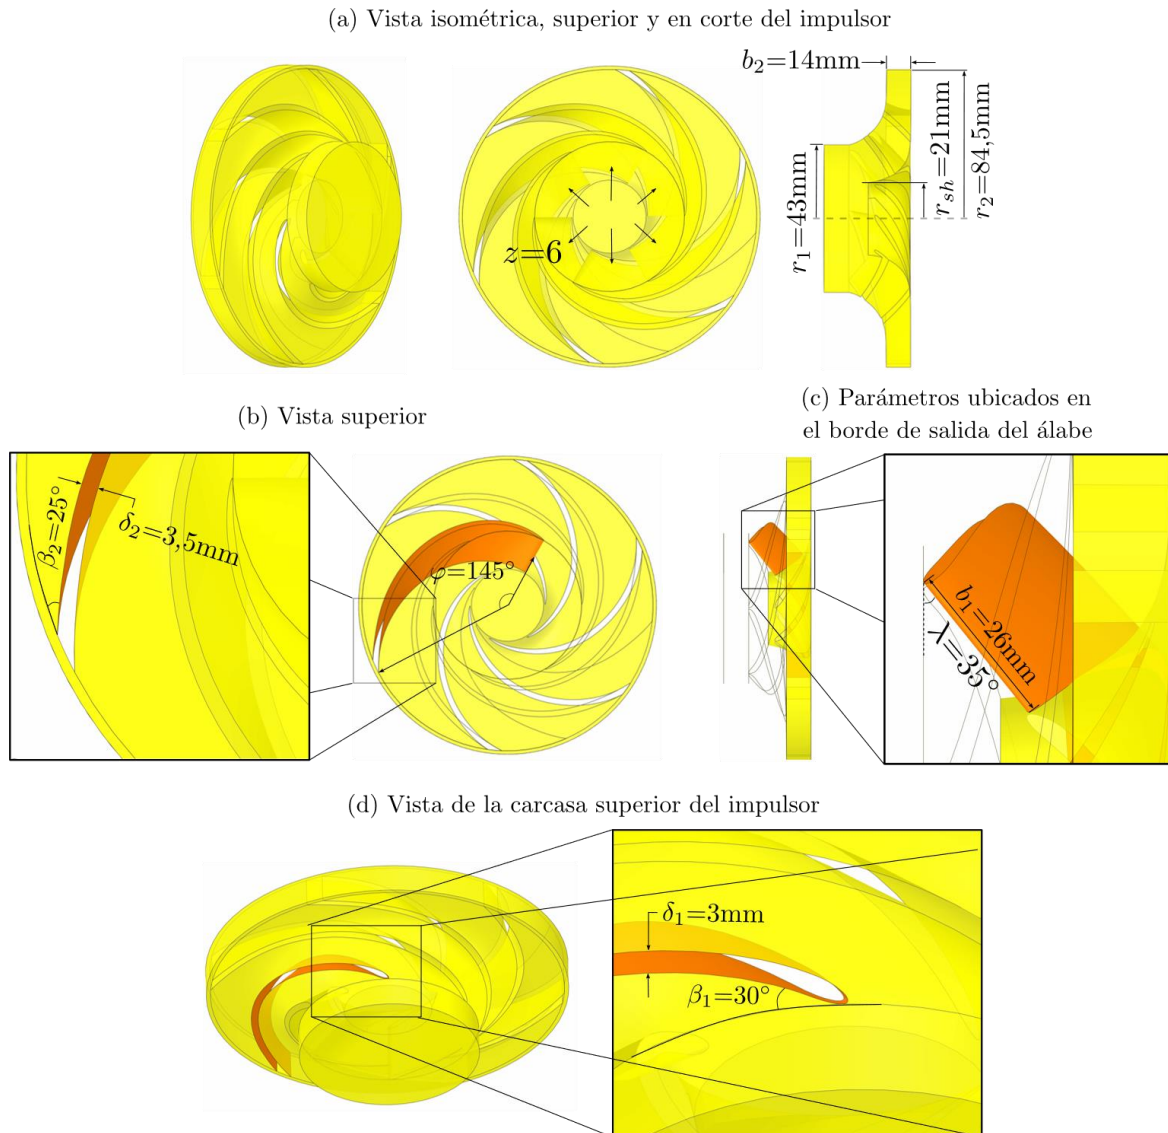 (a) Vista isométrica, superior y en corte del impulsor
b₂=14mm
z=6
r₁=43mm
r_sh=21mm
r₂=84,5mm
(b) Vista superior
(c) Parámetros ubicados en
el borde de salida del álabe
β₂=25°
δ₂=3,5mm
φ=145°
b₁=26mm
λ=35°
(d) Vista de la carcasa superior del impulsor
δ₁=3mm
β₁=30°